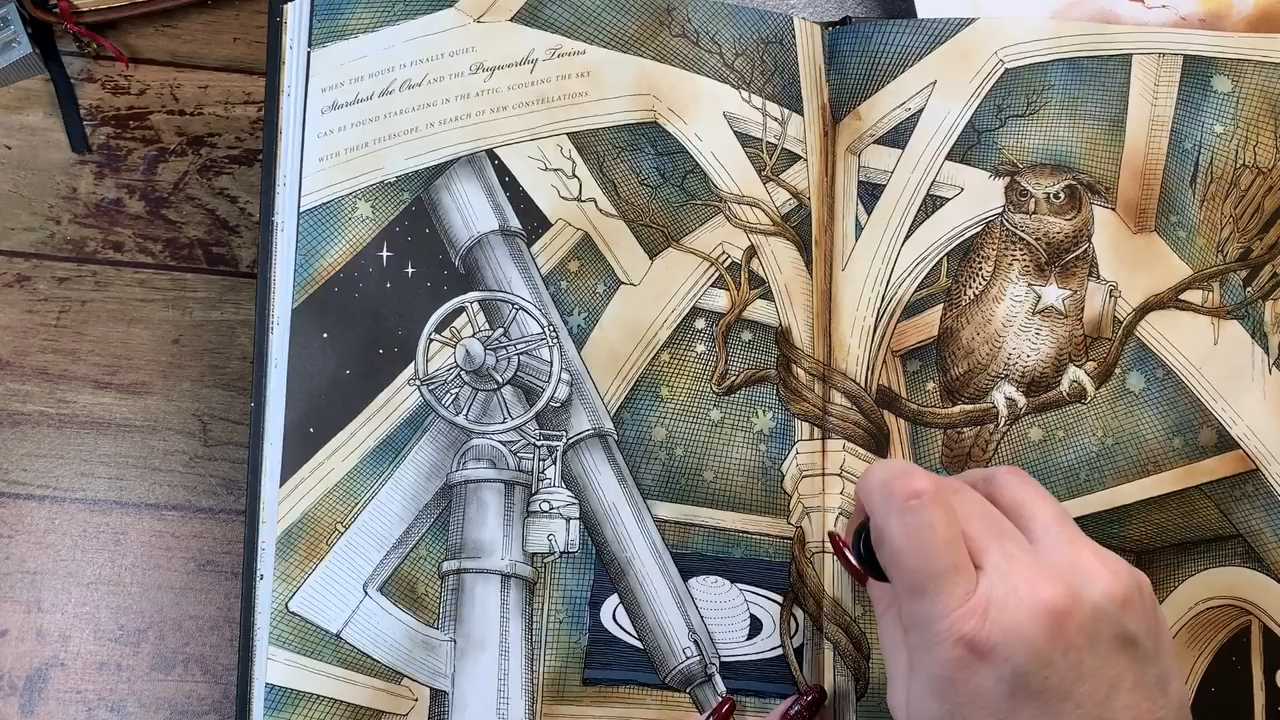 WHEN THE HOUSE IS FINALLY QUIET,
Stardust the Owl AND THE Pugworthy Twins
CAN BE FOUND STARGAZING IN THE ATTIC, SCOURING THE SKY
WITH THEIR TELESCOPE, IN SEARCH OF NEW CONSTELLATIONS.